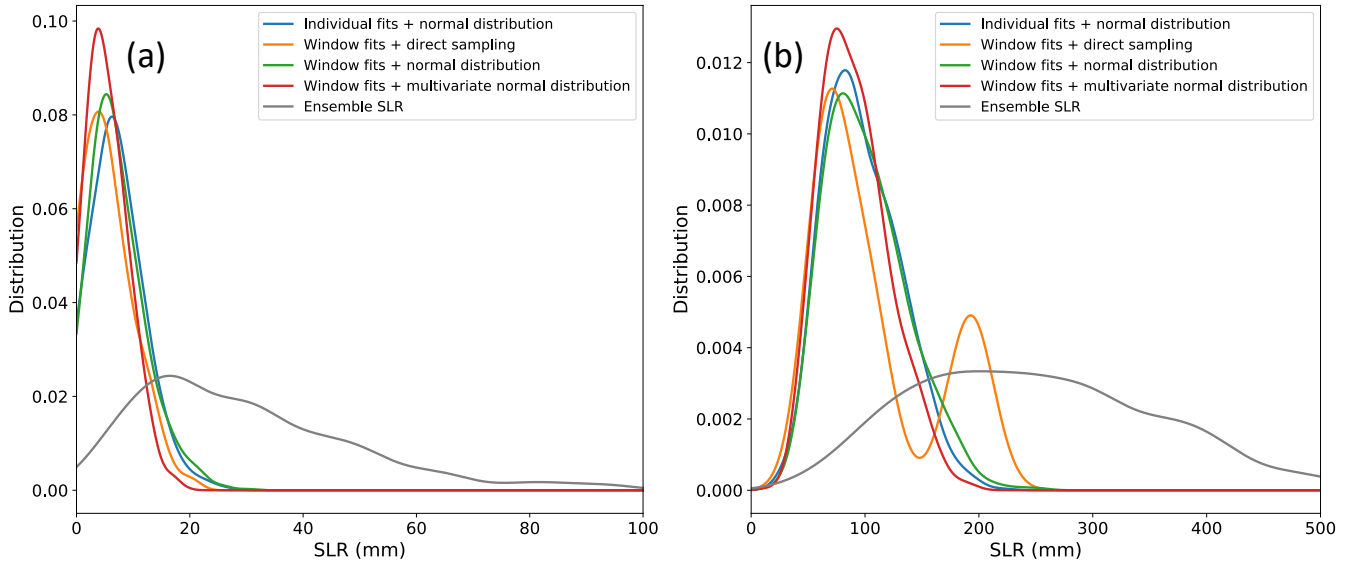 (a)
Individual fits + normal distribution
Window fits + direct sampling
Window fits + normal distribution
Window fits + multivariate normal distribution
Ensemble SLR
Distribution
0.10
0.08
0.06
0.04
0.02
0.00
0 20 40 60 80 100
SLR (mm)
(b)
Individual fits + normal distribution
Window fits + direct sampling
Window fits + normal distribution
Window fits + multivariate normal distribution
Ensemble SLR
Distribution
0.012
0.010
0.008
0.006
0.004
0.002
0.000
0 100 200 300 400 500
SLR (mm)